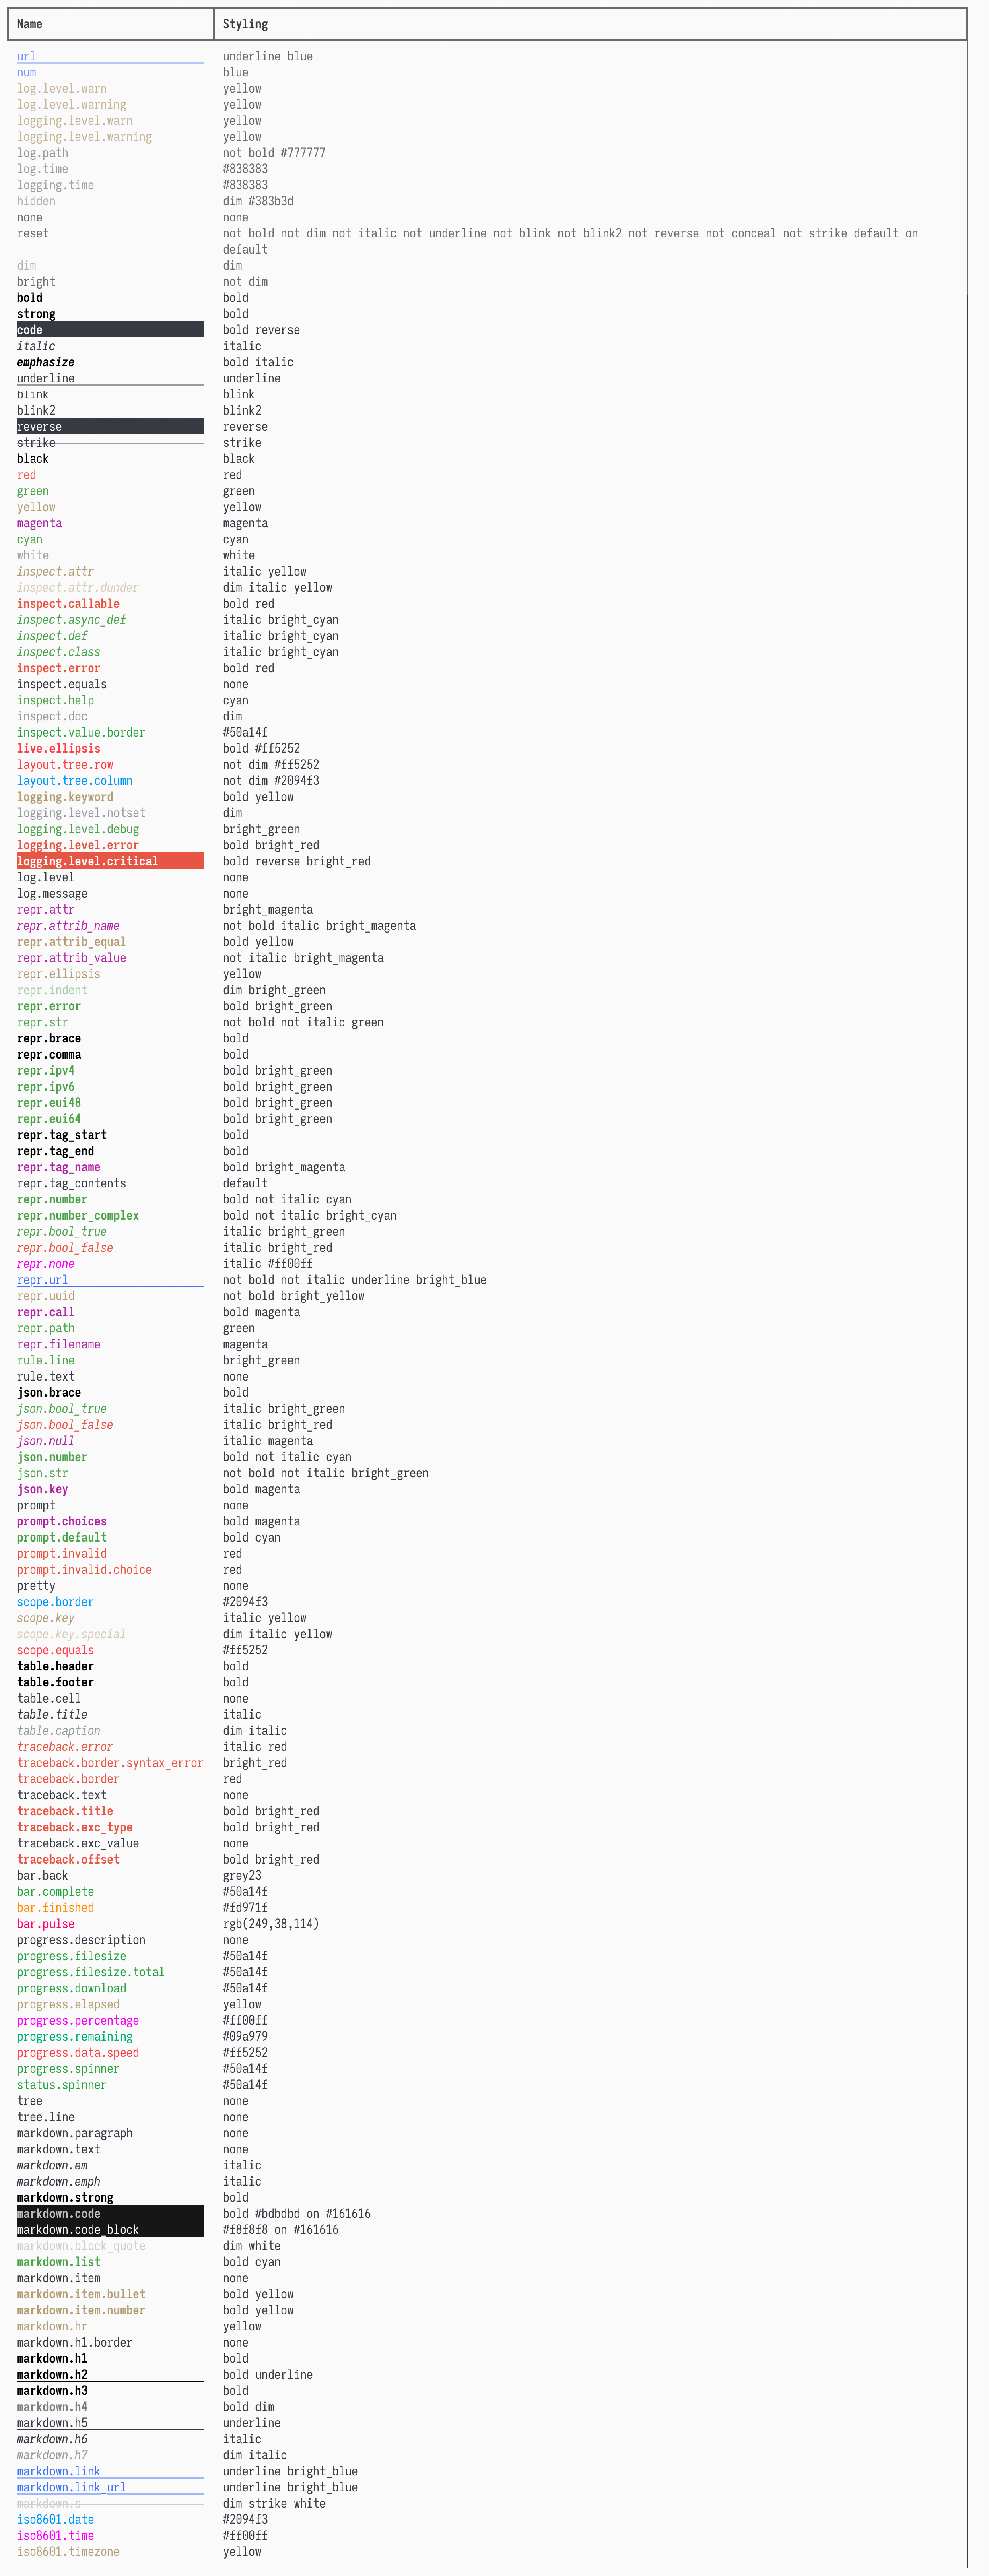 Name Styling
url underline blue
num blue
log.level.warn yellow
log.level.warning yellow
logging.level.warn yellow
logging.level.warning yellow
log.path not bold #777777
log.time #838383
logging.time #838383
hidden dim #383b3d
none none
reset not bold not dim not italic not underline not blink not blink2 not reverse not conceal not strike default on
default
dim dim
bright not dim
bold bold
strong bold
code bold reverse
italic italic
emphasize bold italic
underline underline
blink blink
blink2 blink2
reverse reverse
strike strike
black black
red red
green green
yellow yellow
magenta magenta
cyan cyan
white white
inspect.attr italic yellow
inspect.attr.dunder dim italic yellow
inspect.callable bold red
inspect.async_def italic bright_cyan
inspect.def italic bright_cyan
inspect.class italic bright_cyan
inspect.error bold red
inspect.equals none
inspect.help cyan
inspect.doc dim
inspect.value.border #50a14f
live.ellipsis bold #ff5252
layout.tree.row not dim #ff5252
layout.tree.column not dim #2094f3
logging.keyword bold yellow
logging.level.notset dim
logging.level.debug bright_green
logging.level.error bold bright_red
logging.level.critical bold reverse bright_red
log.level none
log.message none
repr.attr bright_magenta
repr.attrib_name not bold italic bright_magenta
repr.attrib_equal bold yellow
repr.attrib_value not italic bright_magenta
repr.ellipsis yellow
repr.indent dim bright_green
repr.error bold bright_green
repr.str not bold not italic green
repr.brace bold
repr.comma bold
repr.ipv4 bold bright_green
repr.ipv6 bold bright_green
repr.eui48 bold bright_green
repr.eui64 bold bright_green
repr.tag_start bold
repr.tag_end bold
repr.tag_name bold bright_magenta
repr.tag_contents default
repr.number bold not italic cyan
repr.number_complex bold not italic bright_cyan
repr.bool_true italic bright_green
repr.bool_false italic bright_red
repr.none italic #ff00ff
repr.url not bold not italic underline bright_blue
repr.uuid not bold bright_yellow
repr.call bold magenta
repr.path green
repr.filename magenta
rule.line bright_green
rule.text none
json.brace bold
json.bool_true italic bright_green
json.bool_false italic bright_red
json.null italic magenta
json.number bold not italic cyan
json.str not bold not italic bright_green
json.key bold magenta
prompt none
prompt.choices bold magenta
prompt.default bold cyan
prompt.invalid red
prompt.invalid.choice red
pretty none
scope.border #2094f3
scope.key italic yellow
scope.key.special dim italic yellow
scope.equals #ff5252
table.header bold
table.footer bold
table.cell none
table.title italic
table.caption dim italic
traceback.error italic red
traceback.border.syntax_error bright_red
traceback.border red
traceback.text none
traceback.title bold bright_red
traceback.exc_type bold bright_red
traceback.exc_value none
traceback.offset bold bright_red
bar.back grey23
bar.complete #50a14f
bar.finished #fd971f
bar.pulse rgb(249,38,114)
progress.description none
progress.filesize #50a14f
progress.filesize.total #50a14f
progress.download #50a14f
progress.elapsed yellow
progress.percentage #ff00ff
progress.remaining #09a979
progress.data.speed #ff5252
progress.spinner #50a14f
status.spinner #50a14f
tree none
tree.line none
markdown.paragraph none
markdown.text none
markdown.em italic
markdown.emph italic
markdown.strong bold
markdown.code bold #bdbdbd on #161616
markdown.code_block #f8f8f8 on #161616
markdown.block_quote dim white
markdown.list bold cyan
markdown.item none
markdown.item.bullet bold yellow
markdown.item.number bold yellow
markdown.hr yellow
markdown.h1.border none
markdown.h1 bold
markdown.h2 bold underline
markdown.h3 bold
markdown.h4 bold dim
markdown.h5 underline
markdown.h6 italic
markdown.h7 dim italic
markdown.link underline bright_blue
markdown.link_url underline bright_blue
markdown.s dim strike white
iso8601.date #2094f3
iso8601.time #ff00ff
iso8601.timezone yellow